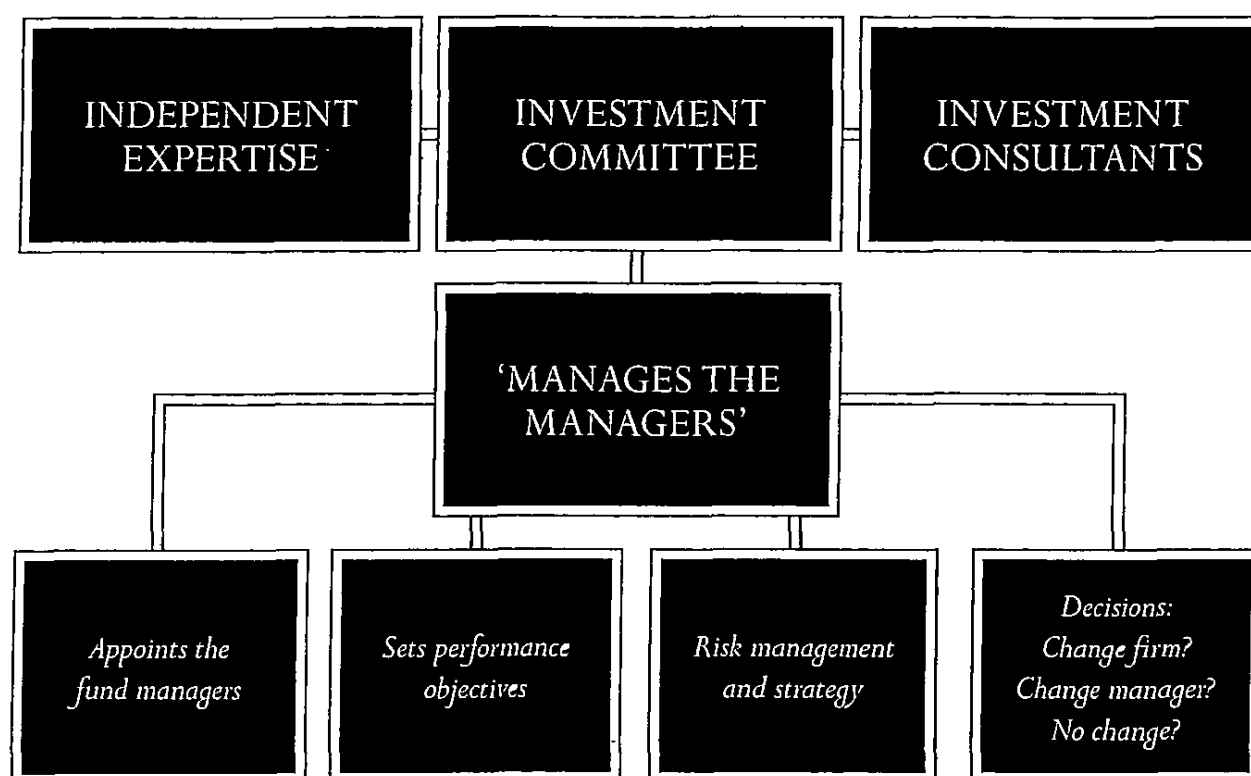 INDEPENDENT
EXPERTISE
INVESTMENT
COMMITTEE
INVESTMENT
CONSULTANTS
‘MANAGES THE
MANAGERS’
Appoints the
fund managers
Sets performance
objectives
Risk management
and strategy
Decisions:
Change firm?
Change manager?
No change?